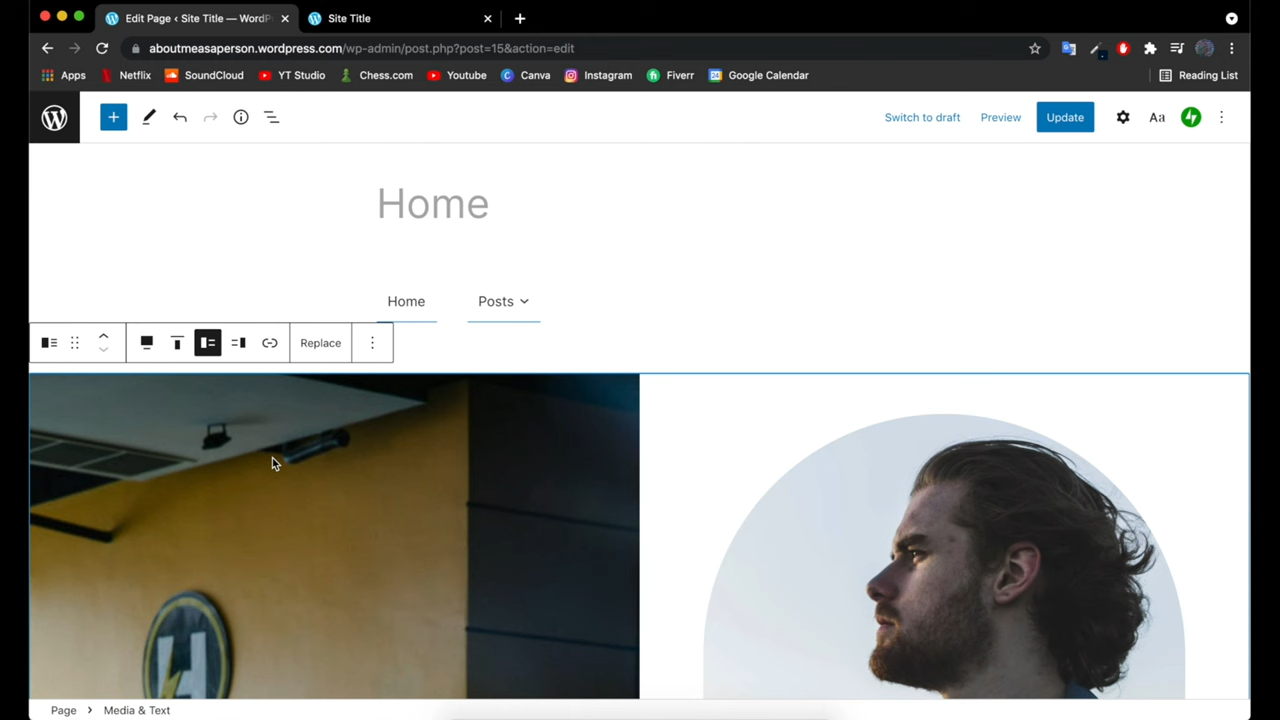 Edit Page ‹ Site Title — WordP
Site Title
aboutmeasaperson.wordpress.com/wp-admin/post.php?post=15&action=edit
Apps Netflix SoundCloud YT Studio Chess.com Youtube Canva Instagram Fiverr Google Calendar Reading List
Switch to draft Preview Update Aa
Home
Home Posts
Replace
H
Page > Media & Text